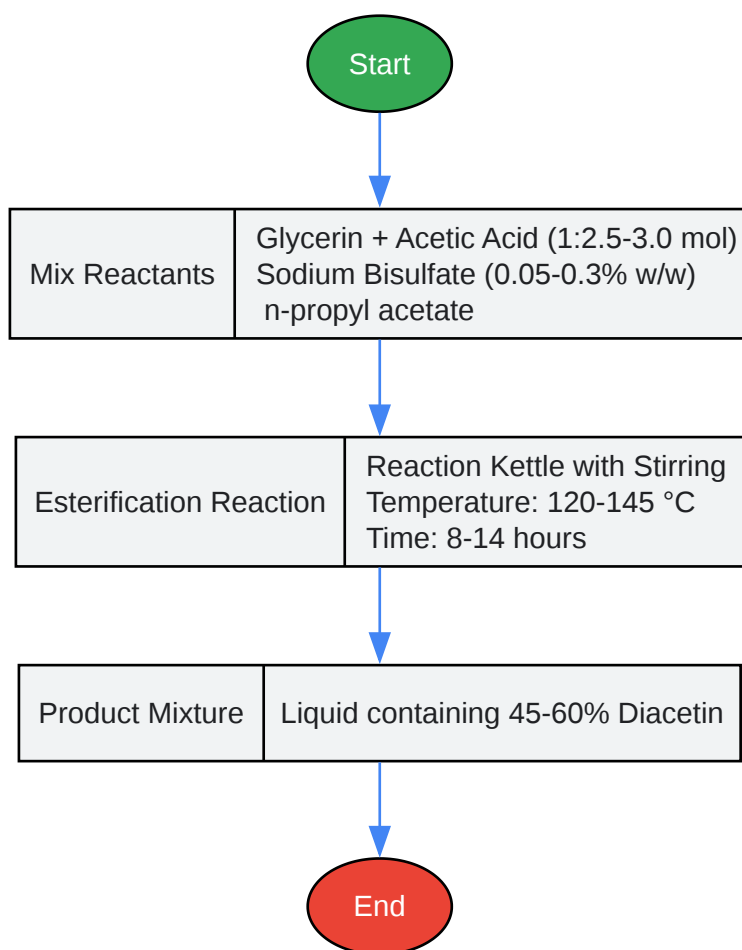 Start
Mix Reactants
Glycerin + Acetic Acid (1:2.5-3.0 mol)
Sodium Bisulfate (0.05-0.3% w/w)
n-propyl acetate
Esterification Reaction
Reaction Kettle with Stirring
Temperature: 120-145 °C
Time: 8-14 hours
Product Mixture
Liquid containing 45-60% Diacetin
End